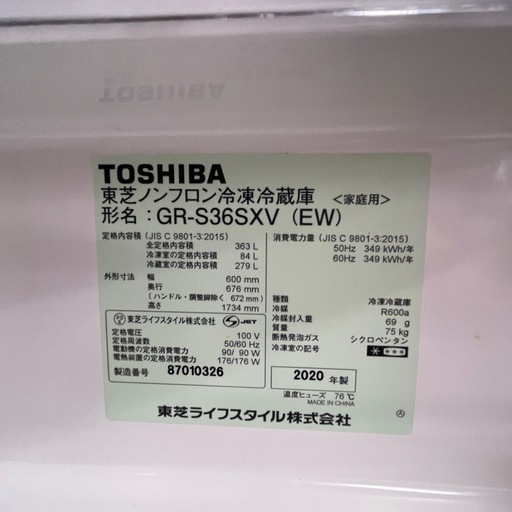 TOSHIBA
東芝ノンフロン冷凍冷蔵庫 <家庭用>
形名：GR-S36SXV (EW)
定格内容積 (JIS C 9801-3:2015)
全定格内容積 363 L
冷凍室の定格内容積 84 L
冷蔵室の定格内容積 279 L
外形寸法 幅 600 mm
奥行 676 mm
(ハンドル・調整脚除く 672 mm)
高さ 1734 mm
消費電力量 (JIS C 9801-3:2015)
50Hz 349 kWh/年
60Hz 349 kWh/年
種類 冷凍冷蔵庫
冷媒 R600a
冷媒封入量 69 g
質量 75 kg
断熱発泡ガス シクロペンタン
冷凍室の記号
東芝ライフスタイル株式会社 JET
定格電圧 100 V
定格周波数 50/60 Hz
電動機の定格消費電力 90/ 90 W
電熱装置の定格消費電力 176/176 W
製造番号 87010326
2020 年製
温度ヒューズ 76℃
MADE IN CHINA
東芝ライフスタイル株式会社 Ⓐ